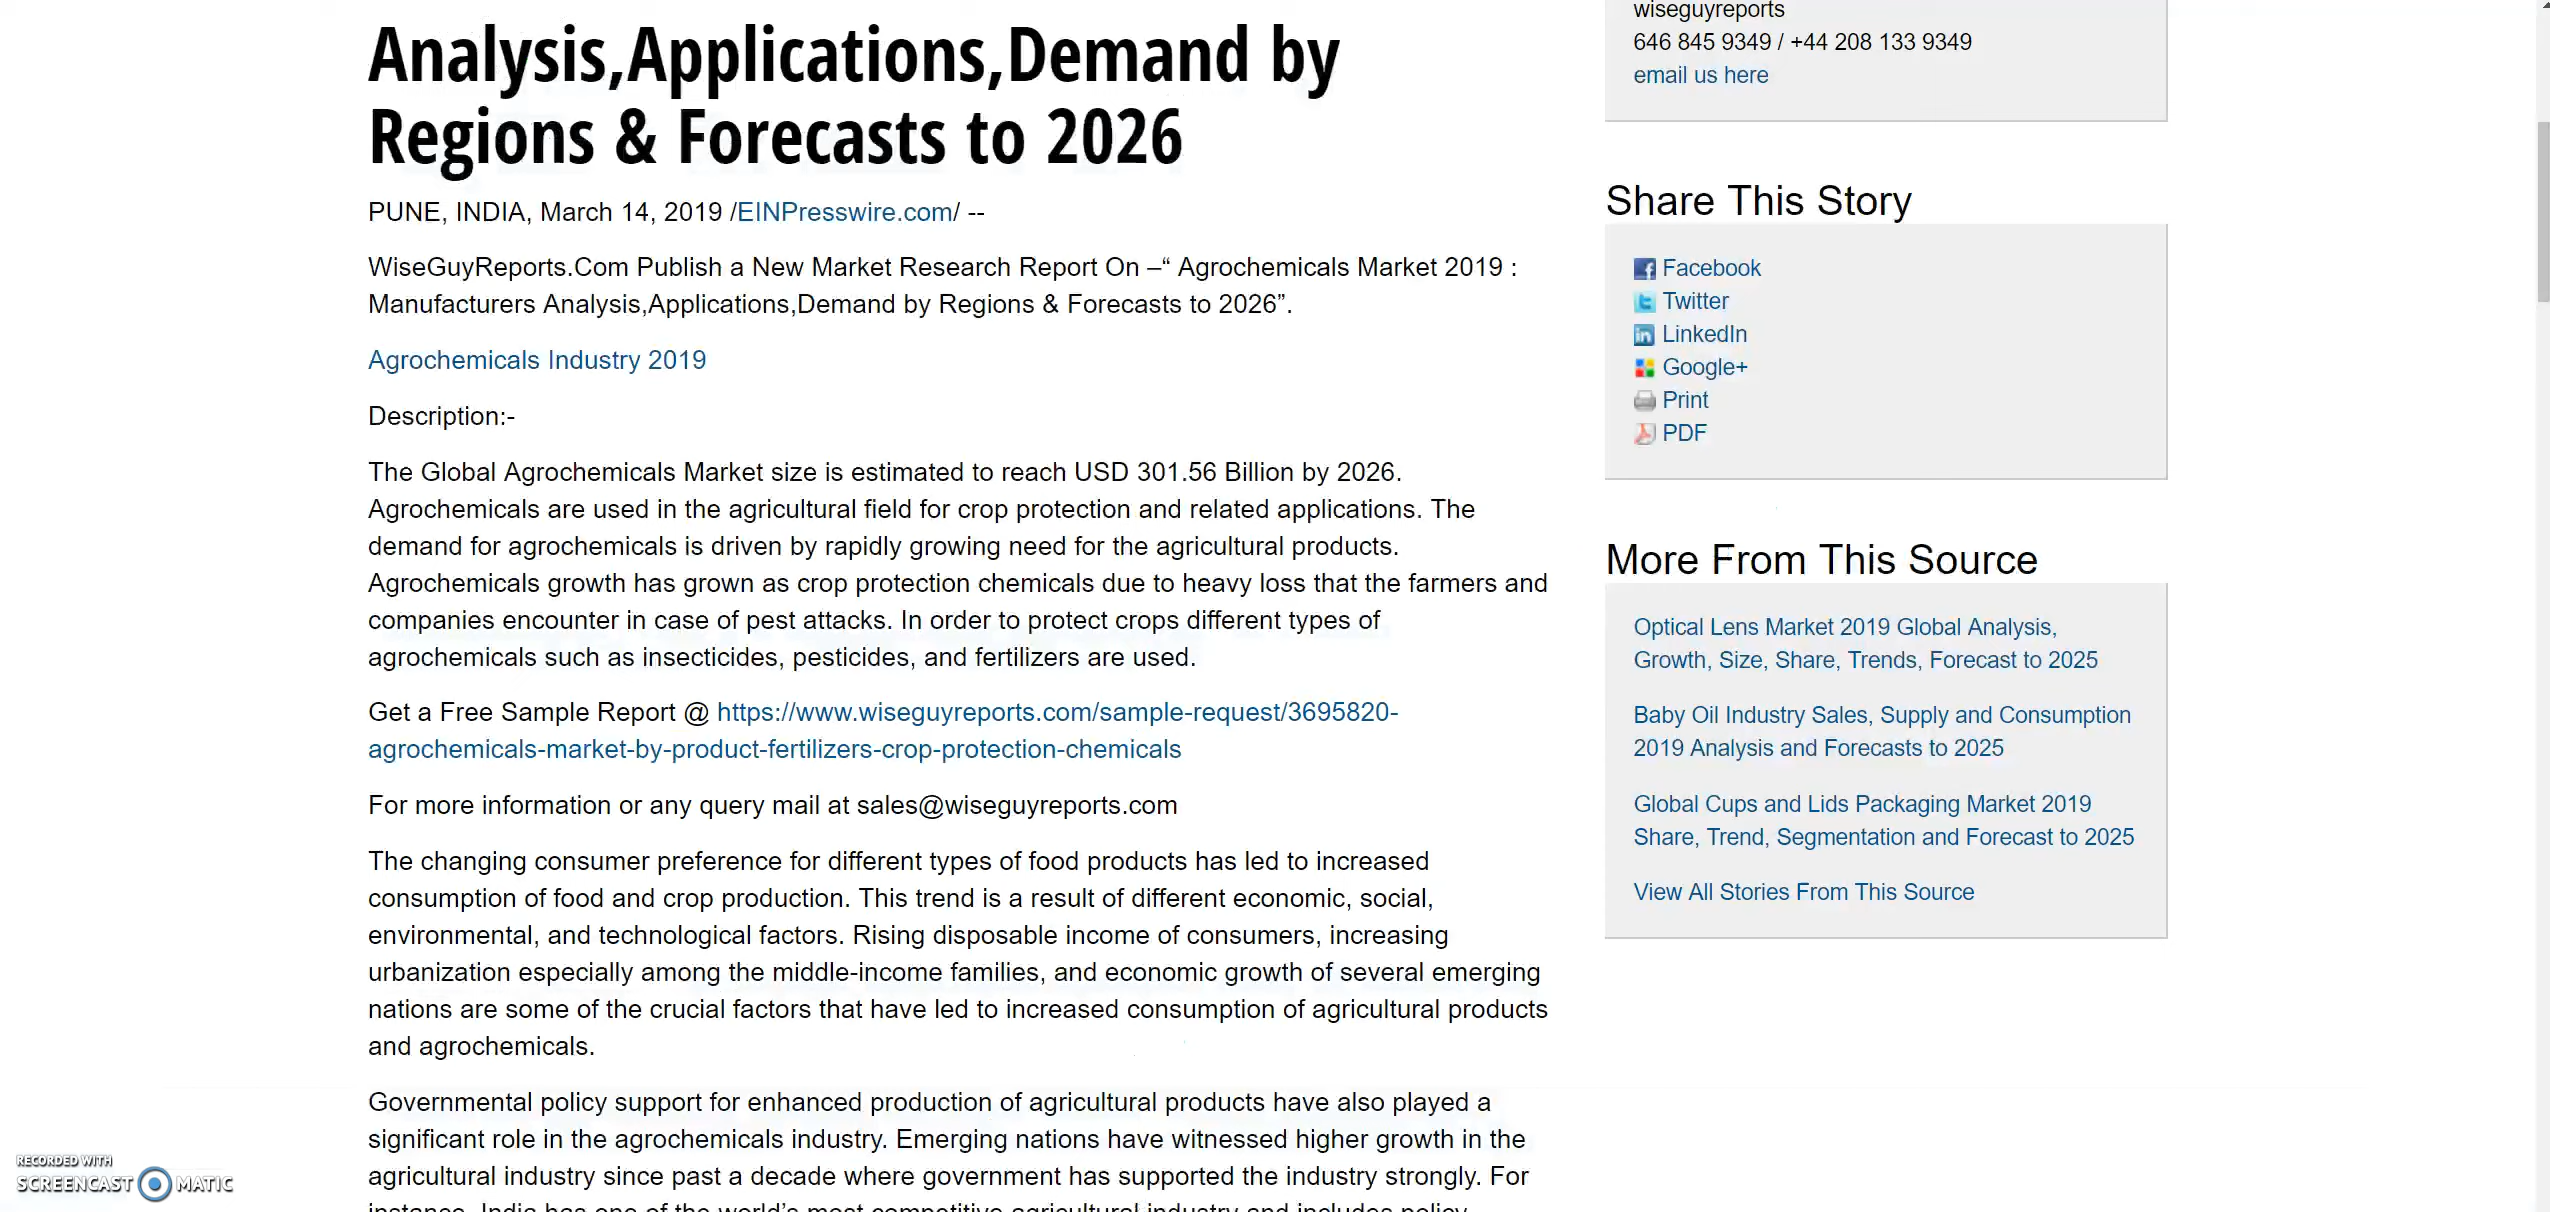 Analysis,Applications,Demand by
Regions & Forecasts to 2026
PUNE, INDIA, March 14, 2019 /EINPresswire.com/ --
WiseGuyReports.Com Publish a New Market Research Report On –“ Agrochemicals Market 2019 :
Manufacturers Analysis,Applications,Demand by Regions & Forecasts to 2026”.
Agrochemicals Industry 2019
Description:-
The Global Agrochemicals Market size is estimated to reach USD 301.56 Billion by 2026.
Agrochemicals are used in the agricultural field for crop protection and related applications. The
demand for agrochemicals is driven by rapidly growing need for the agricultural products.
Agrochemicals growth has grown as crop protection chemicals due to heavy loss that the farmers and
companies encounter in case of pest attacks. In order to protect crops different types of
agrochemicals such as insecticides, pesticides, and fertilizers are used.
Get a Free Sample Report @ https://www.wiseguyreports.com/sample-request/3695820-
agrochemicals-market-by-product-fertilizers-crop-protection-chemicals
For more information or any query mail at sales@wiseguyreports.com
The changing consumer preference for different types of food products has led to increased
consumption of food and crop production. This trend is a result of different economic, social,
environmental, and technological factors. Rising disposable income of consumers, increasing
urbanization especially among the middle-income families, and economic growth of several emerging
nations are some of the crucial factors that have led to increased consumption of agricultural products
and agrochemicals.
Governmental policy support for enhanced production of agricultural products have also played a
significant role in the agrochemicals industry. Emerging nations have witnessed higher growth in the
agricultural industry since past a decade where government has supported the industry strongly. For
instance, India has one of the world’s most competitive agricultural industry and includes policy
wiseguyreports
646 845 9349 / +44 208 133 9349
email us here
Share This Story
Facebook
Twitter
LinkedIn
Google+
Print
PDF
More From This Source
Optical Lens Market 2019 Global Analysis,
Growth, Size, Share, Trends, Forecast to 2025
Baby Oil Industry Sales, Supply and Consumption
2019 Analysis and Forecasts to 2025
Global Cups and Lids Packaging Market 2019
Share, Trend, Segmentation and Forecast to 2025
View All Stories From This Source
RECORDED WITH
SCREENCAST MATIC